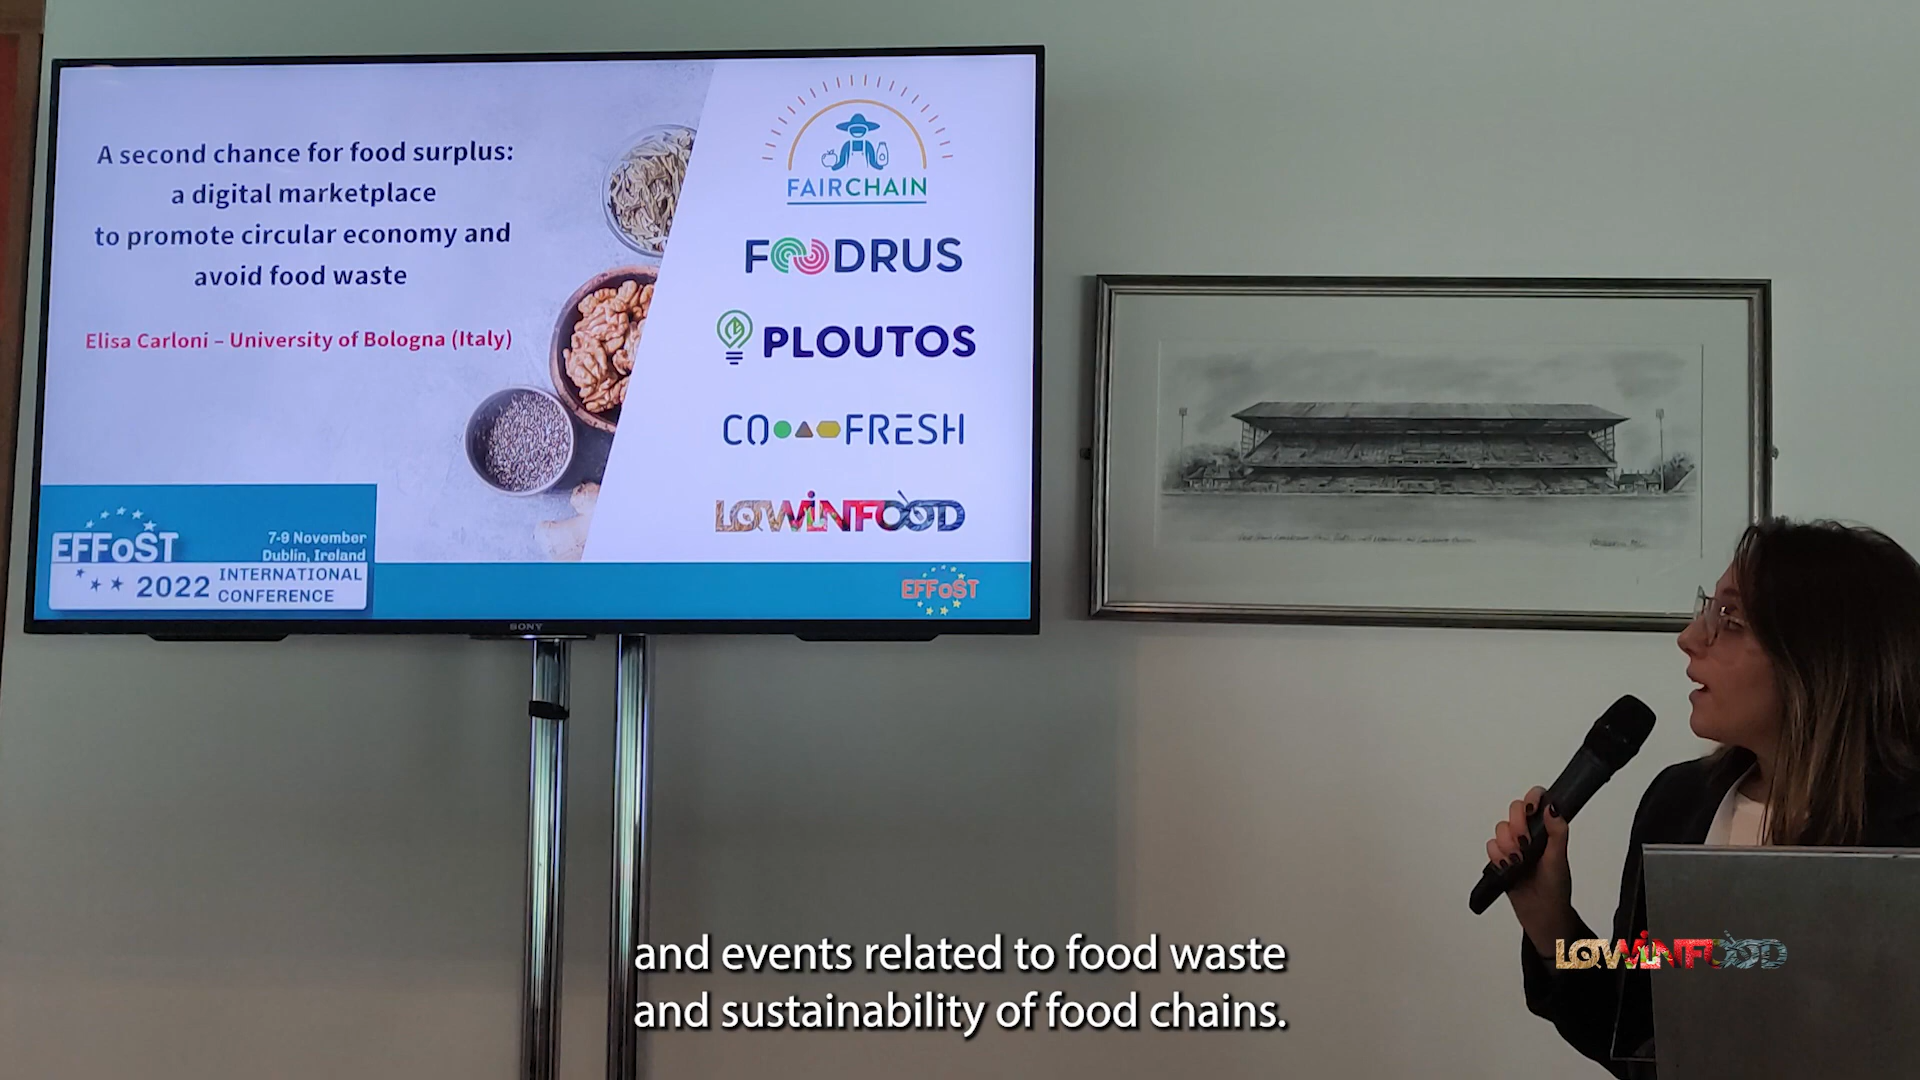 A second chance for food surplus:
a digital marketplace
to promote circular economy and
avoid food waste
Elisa Carloni – University of Bologna (Italy)
FAIRCHAIN
FOODRUS
PLOUTOS
CO FRESH
LOWINFOOD
EFFoST
7-9 November
Dublin, Ireland
2022
INTERNATIONAL
CONFERENCE
EFFoST
SONY
and events related to food waste
and sustainability of food chains.
LOWINFOOD